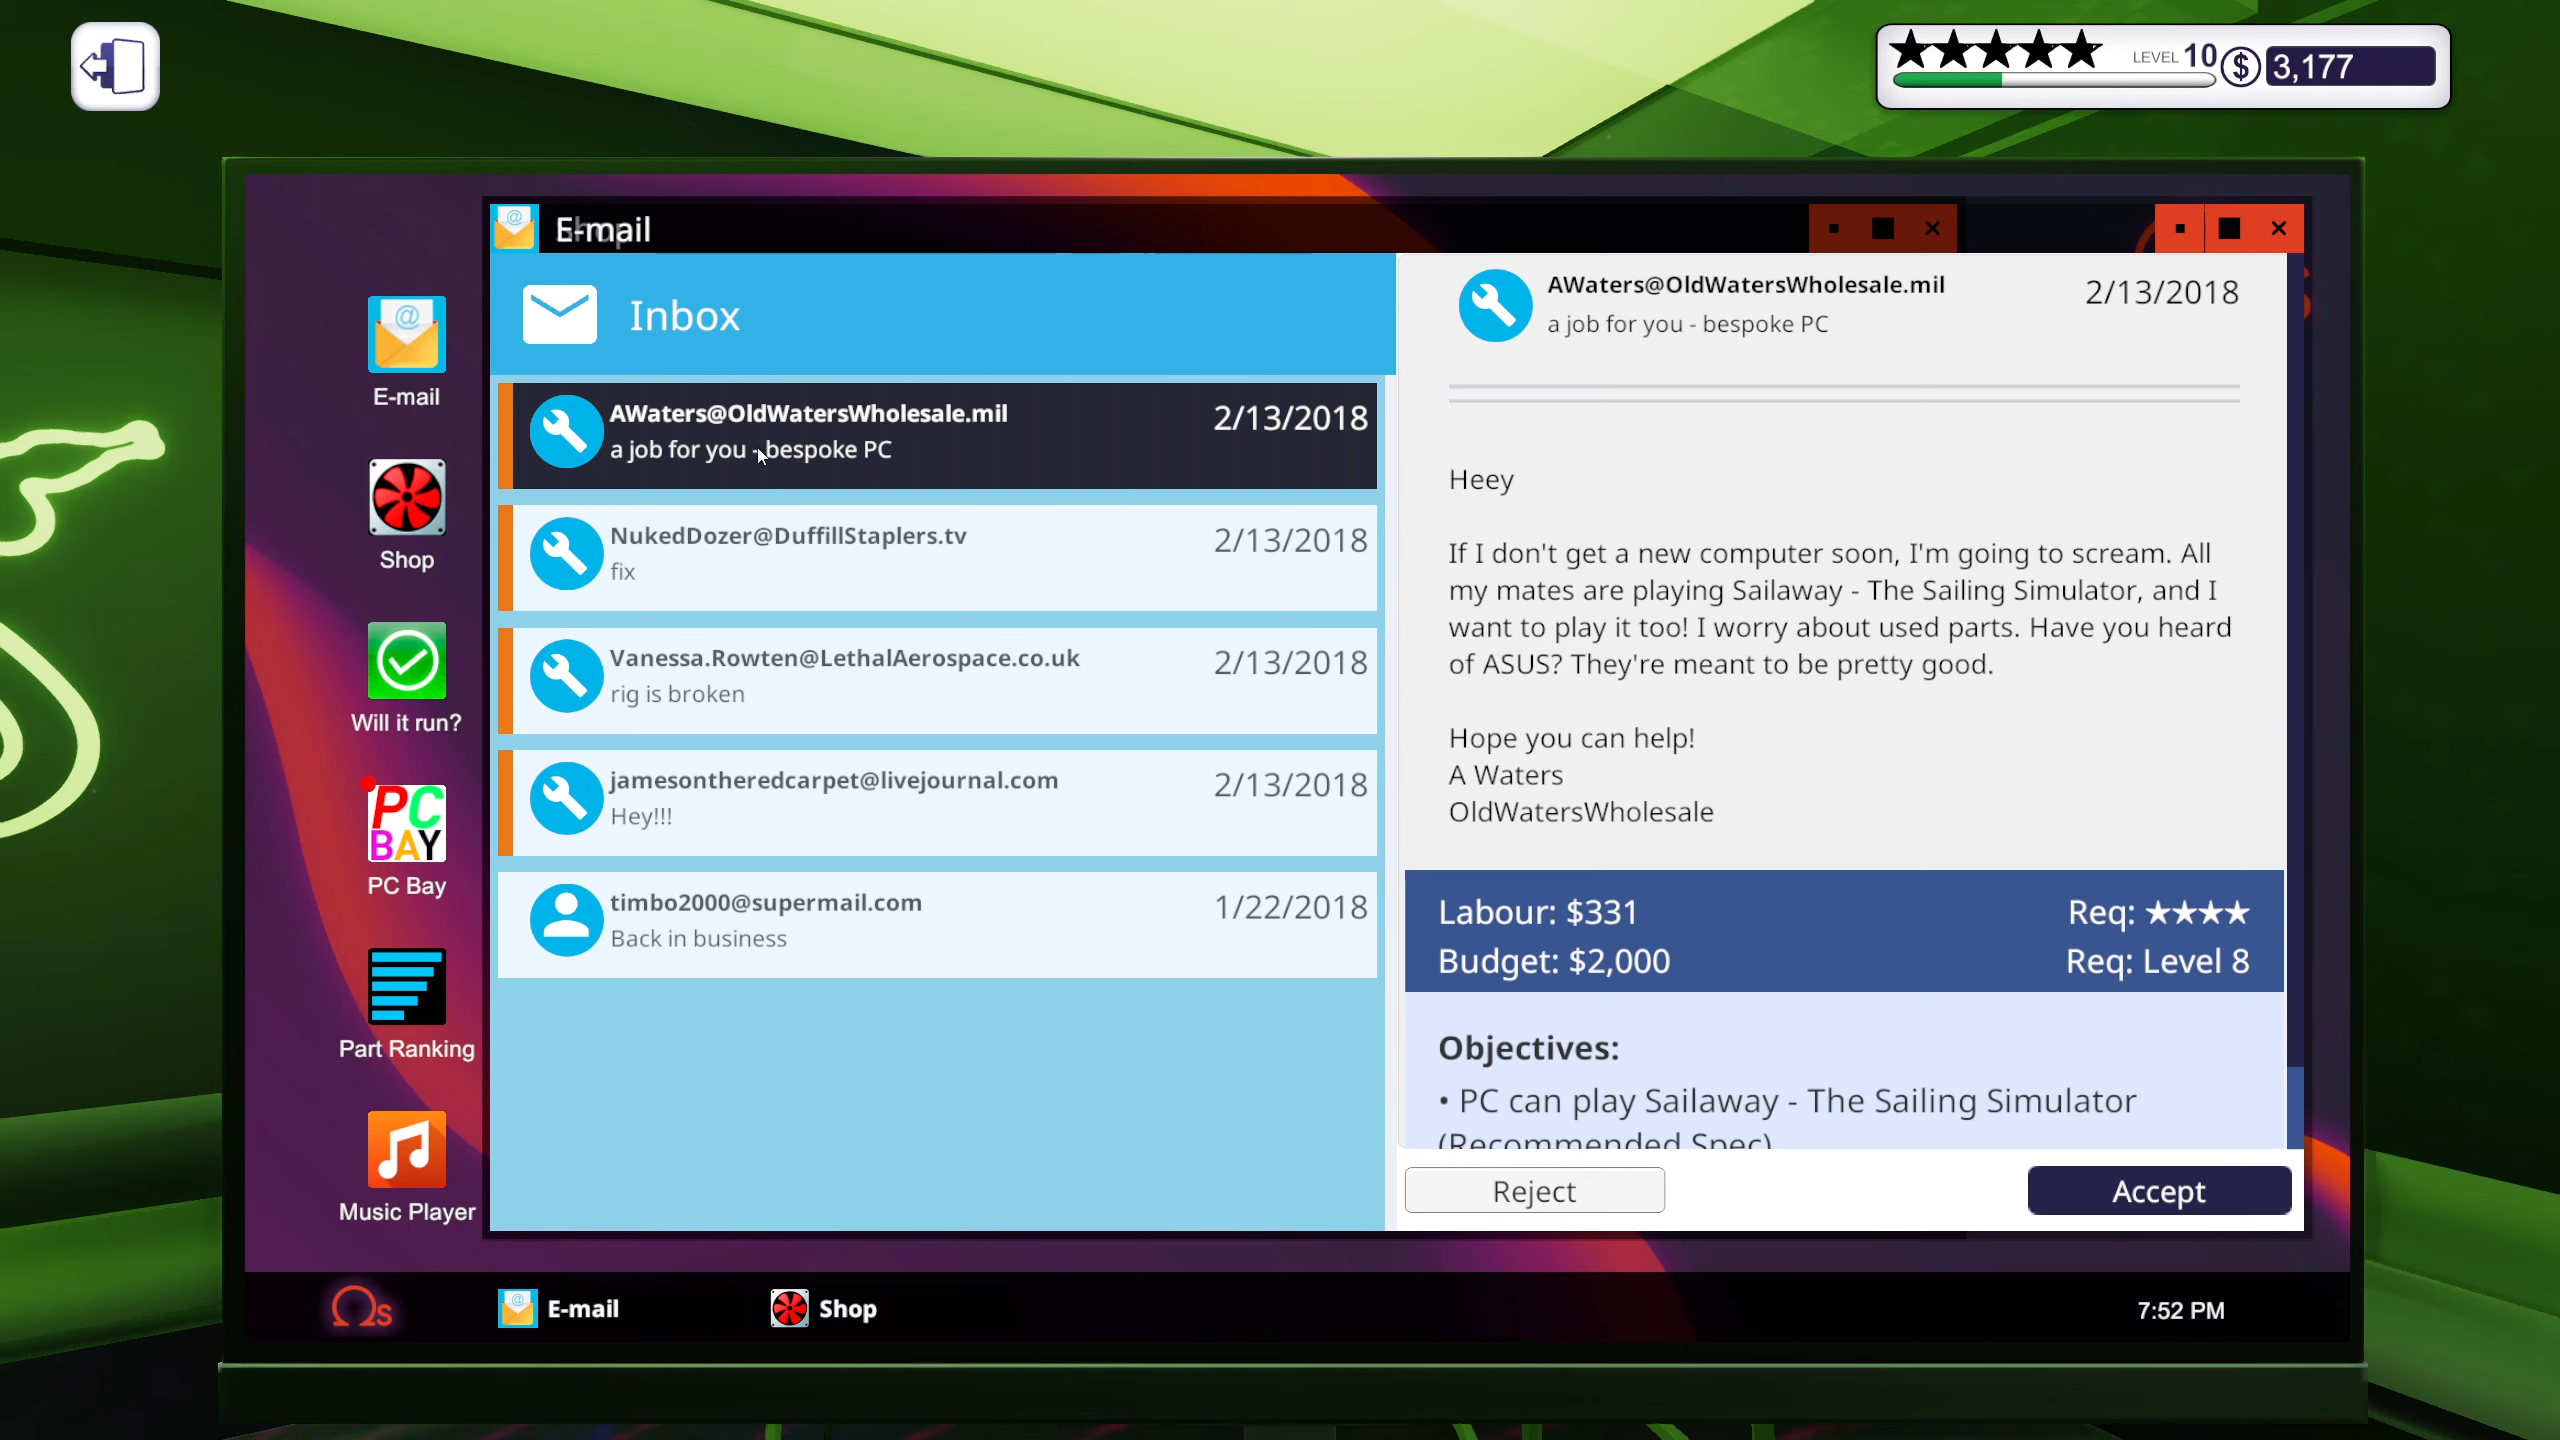 LEVEL 10
$ 3,177
E-mail
Inbox
AWaters@OldWatersWholesale.mil
2/13/2018
a job for you - bespoke PC
NukedDozer@DuffillStaplers.tv
2/13/2018
fix
Vanessa.Rowten@LethalAerospace.co.uk
2/13/2018
rig is broken
jamesontheredcarpet@livejournal.com
2/13/2018
Hey!!!
timbo2000@supermail.com
1/22/2018
Back in business
AWaters@OldWatersWholesale.mil
2/13/2018
a job for you - bespoke PC
Heey
If I don't get a new computer soon, I'm going to scream. All
my mates are playing Sailaway - The Sailing Simulator, and I
want to play it too! I worry about used parts. Have you heard
of ASUS? They're meant to be pretty good.
Hope you can help!
A Waters
OldWatersWholesale
Labour: $331
Req: ★★★★
Budget: $2,000
Req: Level 8
Objectives:
• PC can play Sailaway - The Sailing Simulator
(Recommended Spec)
Reject
Accept
E-mail
Shop
Will it run?
PC
BAY
PC Bay
Part Ranking
Music Player
Ωs
E-mail
Shop
7:52 PM